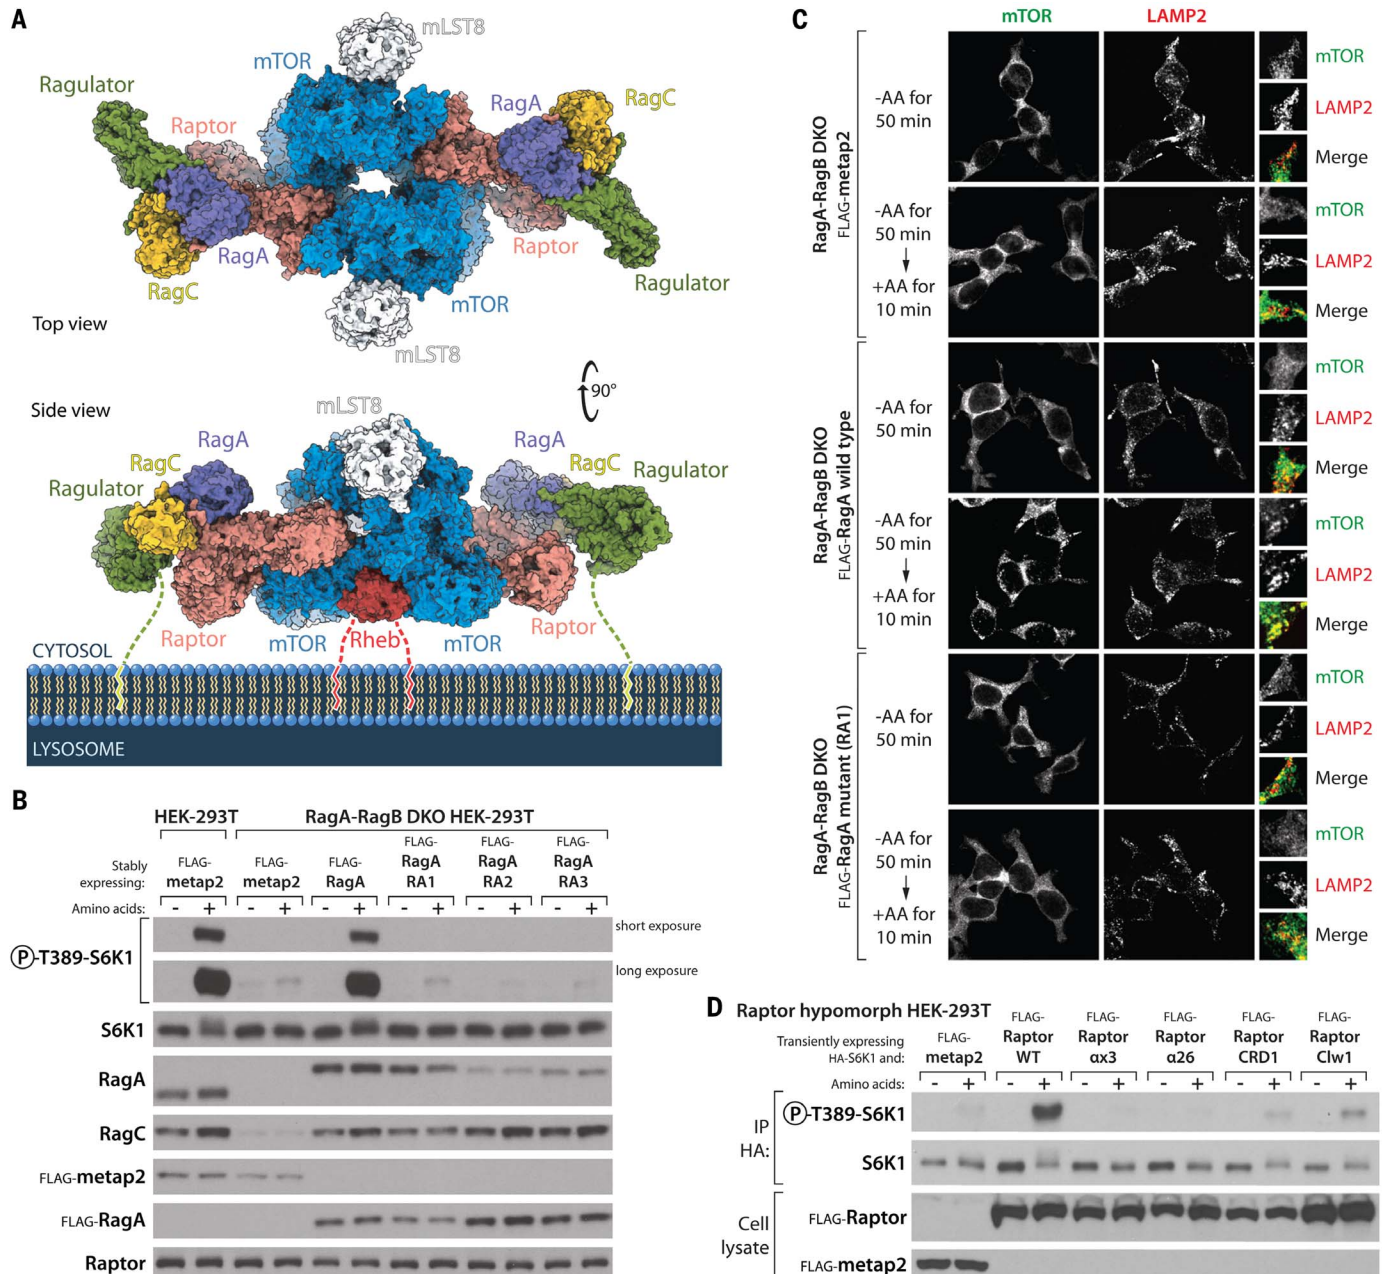 A
mLST8
mTOR
Ragulator
RagA
RagC
Raptor
RagA
Raptor
RagC
Ragulator
mTOR
Top view
mLST8
90°
Side view
mLST8
RagA
RagA
RagC
RagC
Ragulator
Ragulator
Raptor
mTOR
Rheb
mTOR
Raptor
CYTOSOL
LYSOSOME
B
HEK-293T
RagA-RagB DKO HEK-293T
Stably
expressing:
FLAG-
metap2
FLAG-
metap2
FLAG-
RagA
FLAG-
RagA
RA1
FLAG-
RagA
RA2
FLAG-
RagA
RA3
Amino acids: - + - + - + - + - + - +
short exposure
Ⓟ-T389-S6K1
long exposure
S6K1
RagA
RagC
FLAG-metap2
FLAG-RagA
Raptor
C
mTOR LAMP2
RagA-RagB DKO
FLAG-metap2
-AA for
50 min
mTOR
LAMP2
Merge
-AA for
50 min
+AA for
10 min
mTOR
LAMP2
Merge
RagA-RagB DKO
FLAG-RagA wild type
-AA for
50 min
mTOR
LAMP2
Merge
-AA for
50 min
+AA for
10 min
mTOR
LAMP2
Merge
RagA-RagB DKO
FLAG-RagA mutant (RA1)
-AA for
50 min
mTOR
LAMP2
Merge
-AA for
50 min
+AA for
10 min
mTOR
LAMP2
Merge
D
Raptor hypomorph HEK-293T
Transiently expressing
HA-S6K1 and:
FLAG-
metap2
FLAG-
Raptor
WT
FLAG-
Raptor
αx3
FLAG-
Raptor
α26
FLAG-
Raptor
CRD1
FLAG-
Raptor
Clw1
Amino acids: - + - + - + - + - + - +
IP
HA:
Ⓟ-T389-S6K1
S6K1
Cell
lysate
FLAG-Raptor
FLAG-metap2